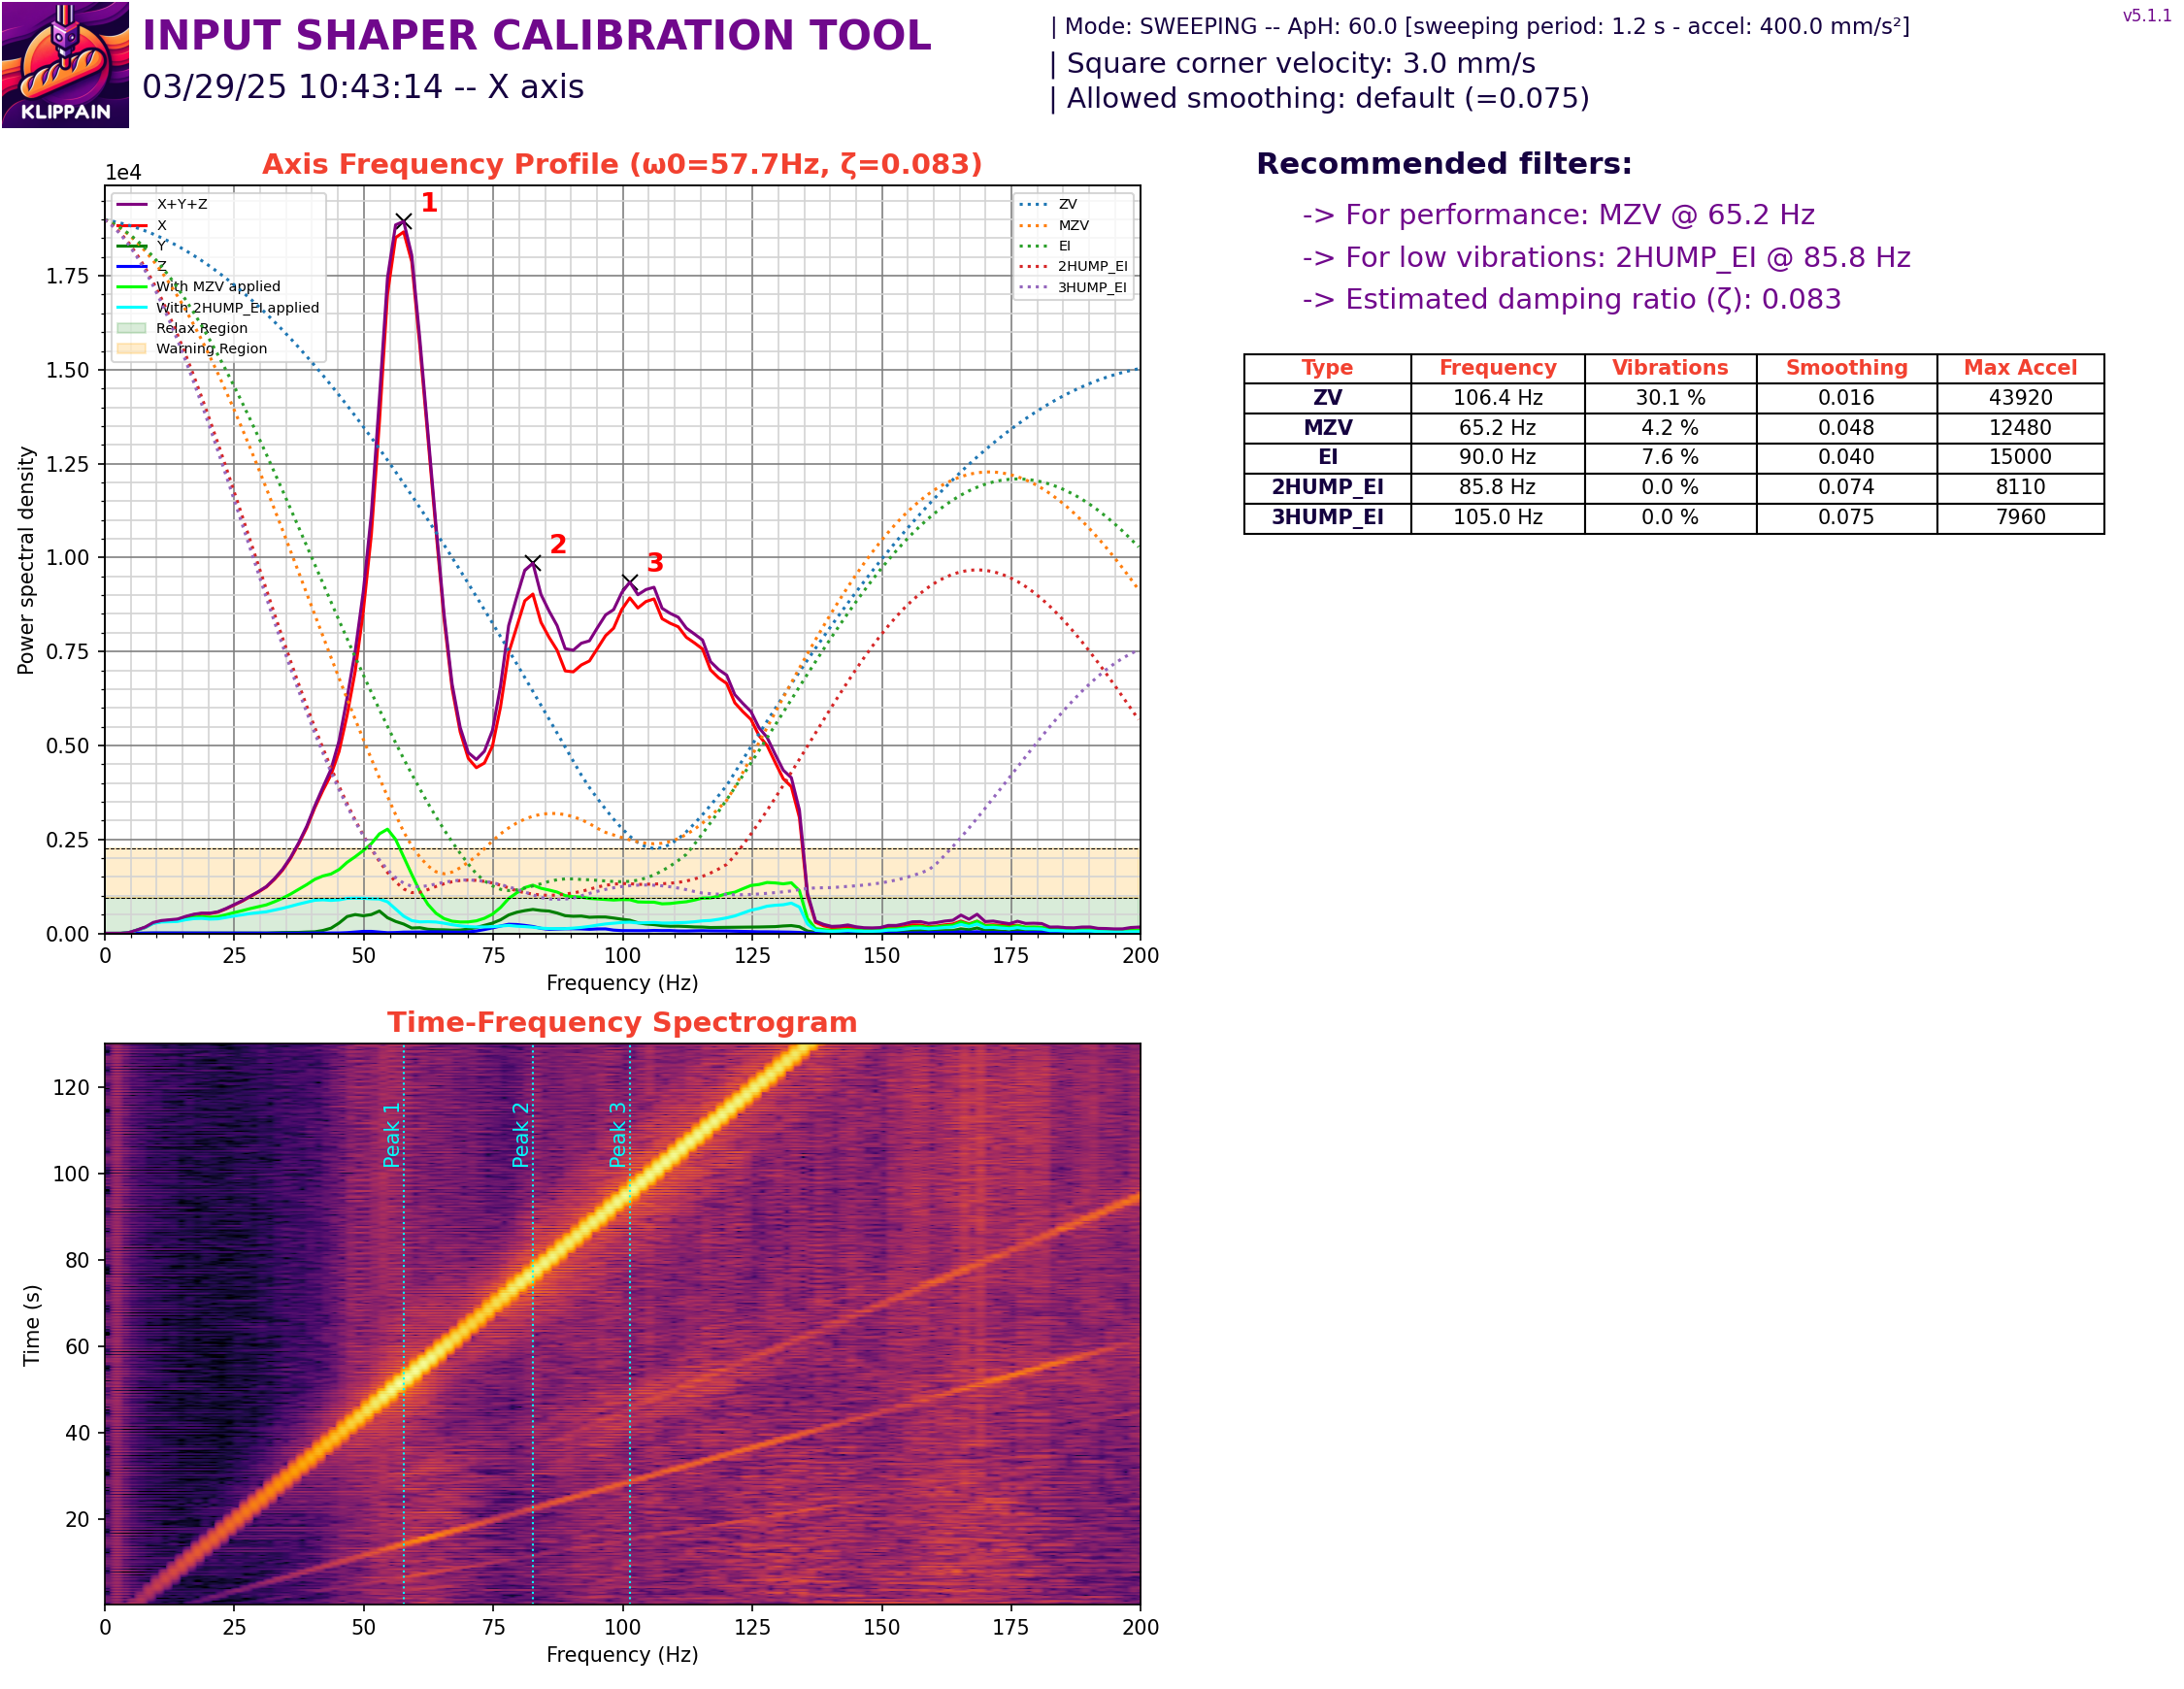 INPUT SHAPER CALIBRATION TOOL
03/29/25 10:43:14 -- X axis
KLIPPAIN
| Mode: SWEEPING -- ApH: 60.0 [sweeping period: 1.2 s - accel: 400.0 mm/s²]
| Square corner velocity: 3.0 mm/s
| Allowed smoothing: default (=0.075)
v5.1.1
Axis Frequency Profile (ω0=57.7Hz, ζ=0.083)
1e4
X+Y+Z
X
Y
Z
With MZV applied
With 2HUMP_EI applied
Relax Region
Warning Region
ZV
MZV
EI
2HUMP_EI
3HUMP_EI
1
2
3
Power spectral density
1.75
1.50
1.25
1.00
0.75
0.50
0.25
0.00
0 25 50 75 100 125 150 175 200
Frequency (Hz)
Recommended filters:
-> For performance: MZV @ 65.2 Hz
-> For low vibrations: 2HUMP_EI @ 85.8 Hz
-> Estimated damping ratio (ζ): 0.083
Type Frequency Vibrations Smoothing Max Accel
ZV 106.4 Hz 30.1 % 0.016 43920
MZV 65.2 Hz 4.2 % 0.048 12480
EI 90.0 Hz 7.6 % 0.040 15000
2HUMP_EI 85.8 Hz 0.0 % 0.074 8110
3HUMP_EI 105.0 Hz 0.0 % 0.075 7960
Time-Frequency Spectrogram
Time (s)
120
100
80
60
40
20
Peak 1
Peak 2
Peak 3
0 25 50 75 100 125 150 175 200
Frequency (Hz)